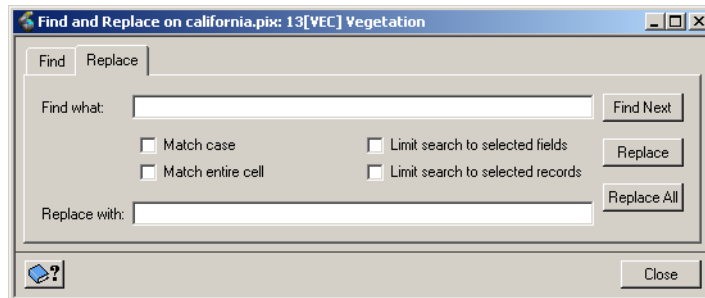 Find and Replace on california.pix: 13[VEC] Vegetation
Find Replace
Find what: Find Next
Match case Limit search to selected fields
Replace
Match entire cell Limit search to selected records
Replace All
Replace with:
? Close